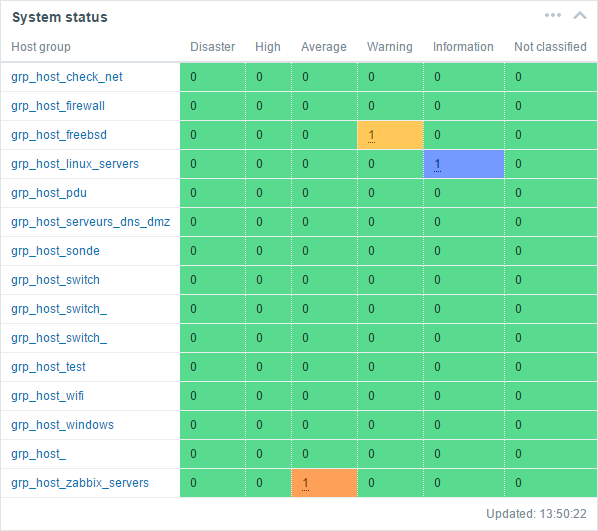 System status
Host group Disaster High Average Warning Information Not classified
grp_host_check_net 0 0 0 0 0 0
grp_host_firewall 0 0 0 0 0 0
grp_host_freebsd 0 0 0 1 0 0
grp_host_linux_servers 0 0 0 0 1 0
grp_host_pdu 0 0 0 0 0 0
grp_host_serveurs_dns_dmz 0 0 0 0 0 0
grp_host_sonde 0 0 0 0 0 0
grp_host_switch 0 0 0 0 0 0
grp_host_switch_ 0 0 0 0 0 0
grp_host_switch_ 0 0 0 0 0 0
grp_host_test 0 0 0 0 0 0
grp_host_wifi 0 0 0 0 0 0
grp_host_windows 0 0 0 0 0 0
grp_host_ 0 0 0 0 0 0
grp_host_zabbix_servers 0 0 1 0 0 0
Updated: 13:50:22